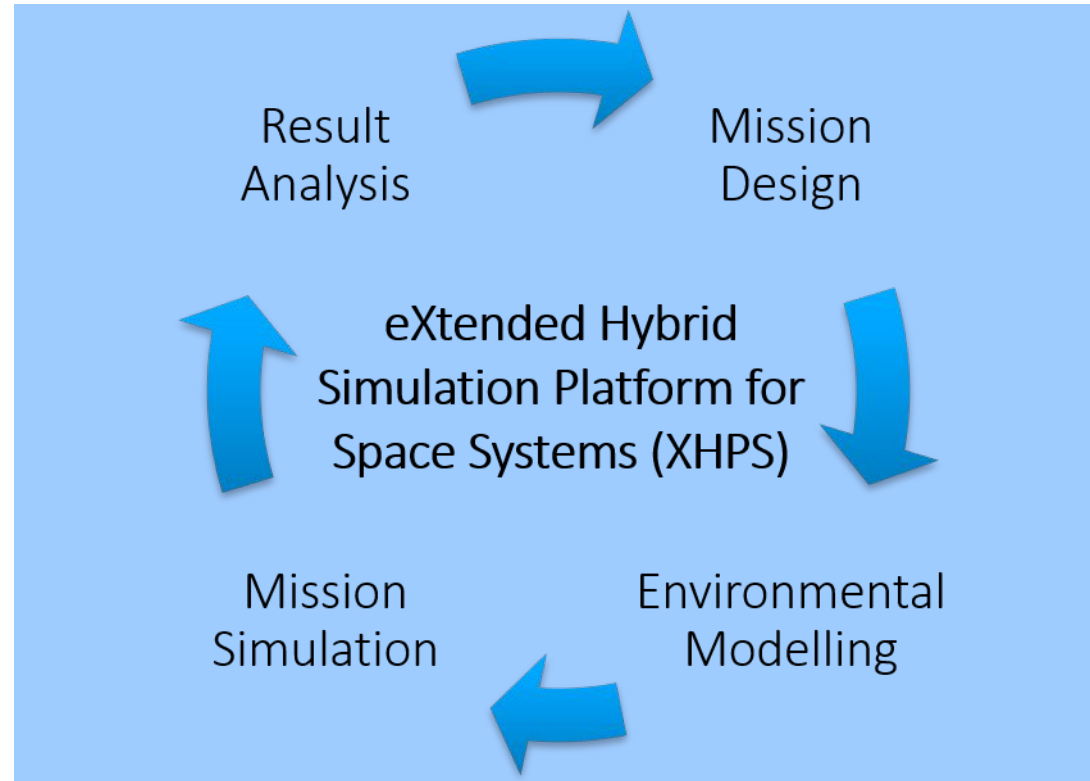 Result
Analysis
Mission
Design
eXtended Hybrid
Simulation Platform for
Space Systems (XHPS)
Mission
Simulation
Environmental
Modelling